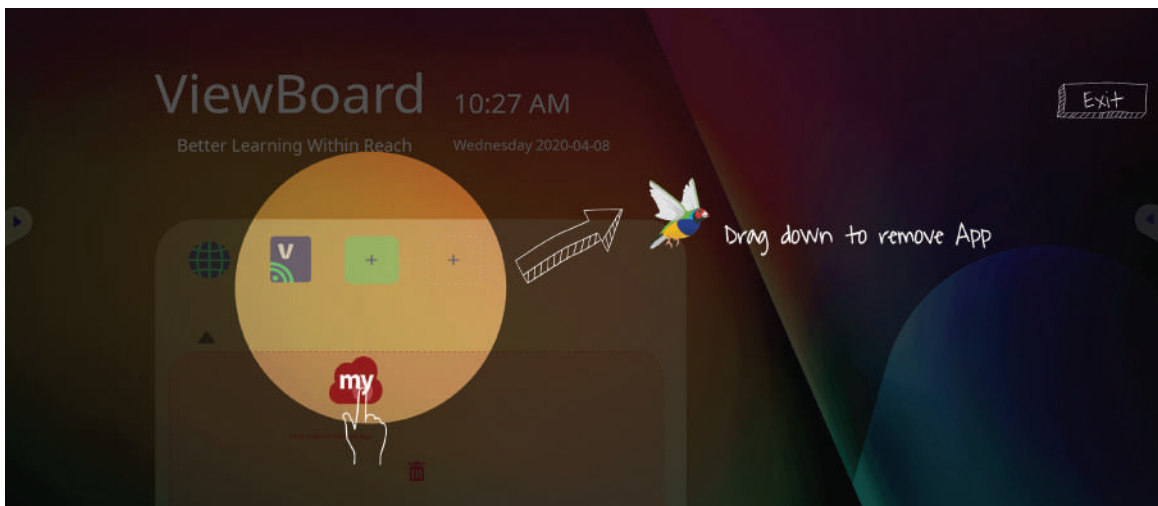 ViewBoard
10:27 AM
Exit
Better Learning Within Reach
Wednesday 2020-04-08
V
+
+
Drag down to remove App
my